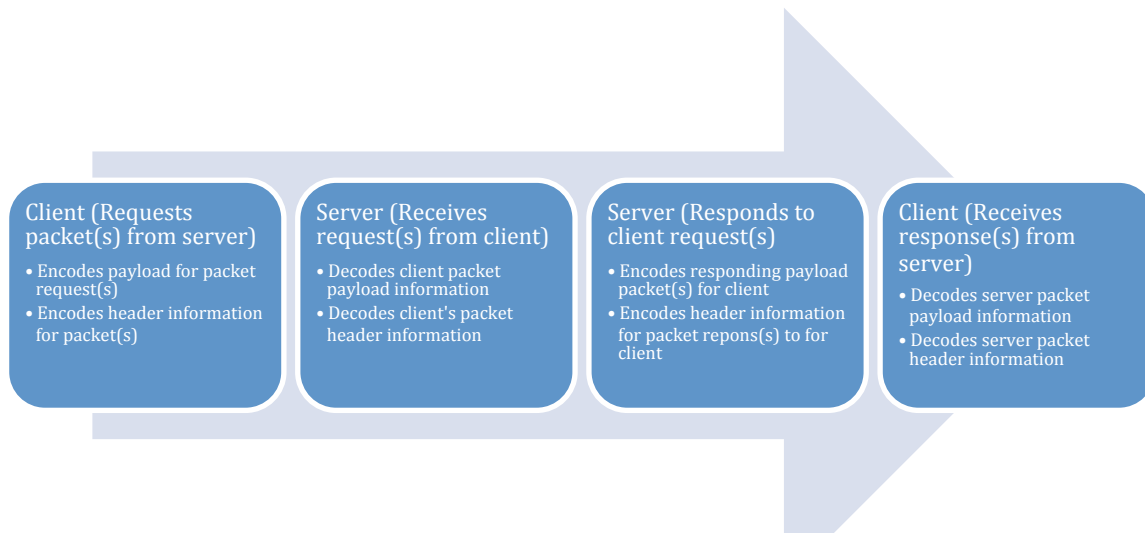 Client (Requests
packet(s) from server)
• Encodes payload for packet
request(s)
• Encodes header information
for packet(s)
Server (Receives
request(s) from client)
• Decodes client packet
payload information
• Decodes client's packet
header information
Server (Responds to
client request(s)
• Encodes responding payload
packet(s) for client
• Encodes header information
for packet repons(s) to for
client
Client (Receives
response(s) from
server)
• Decodes server packet
payload information
• Decodes server packet
header information